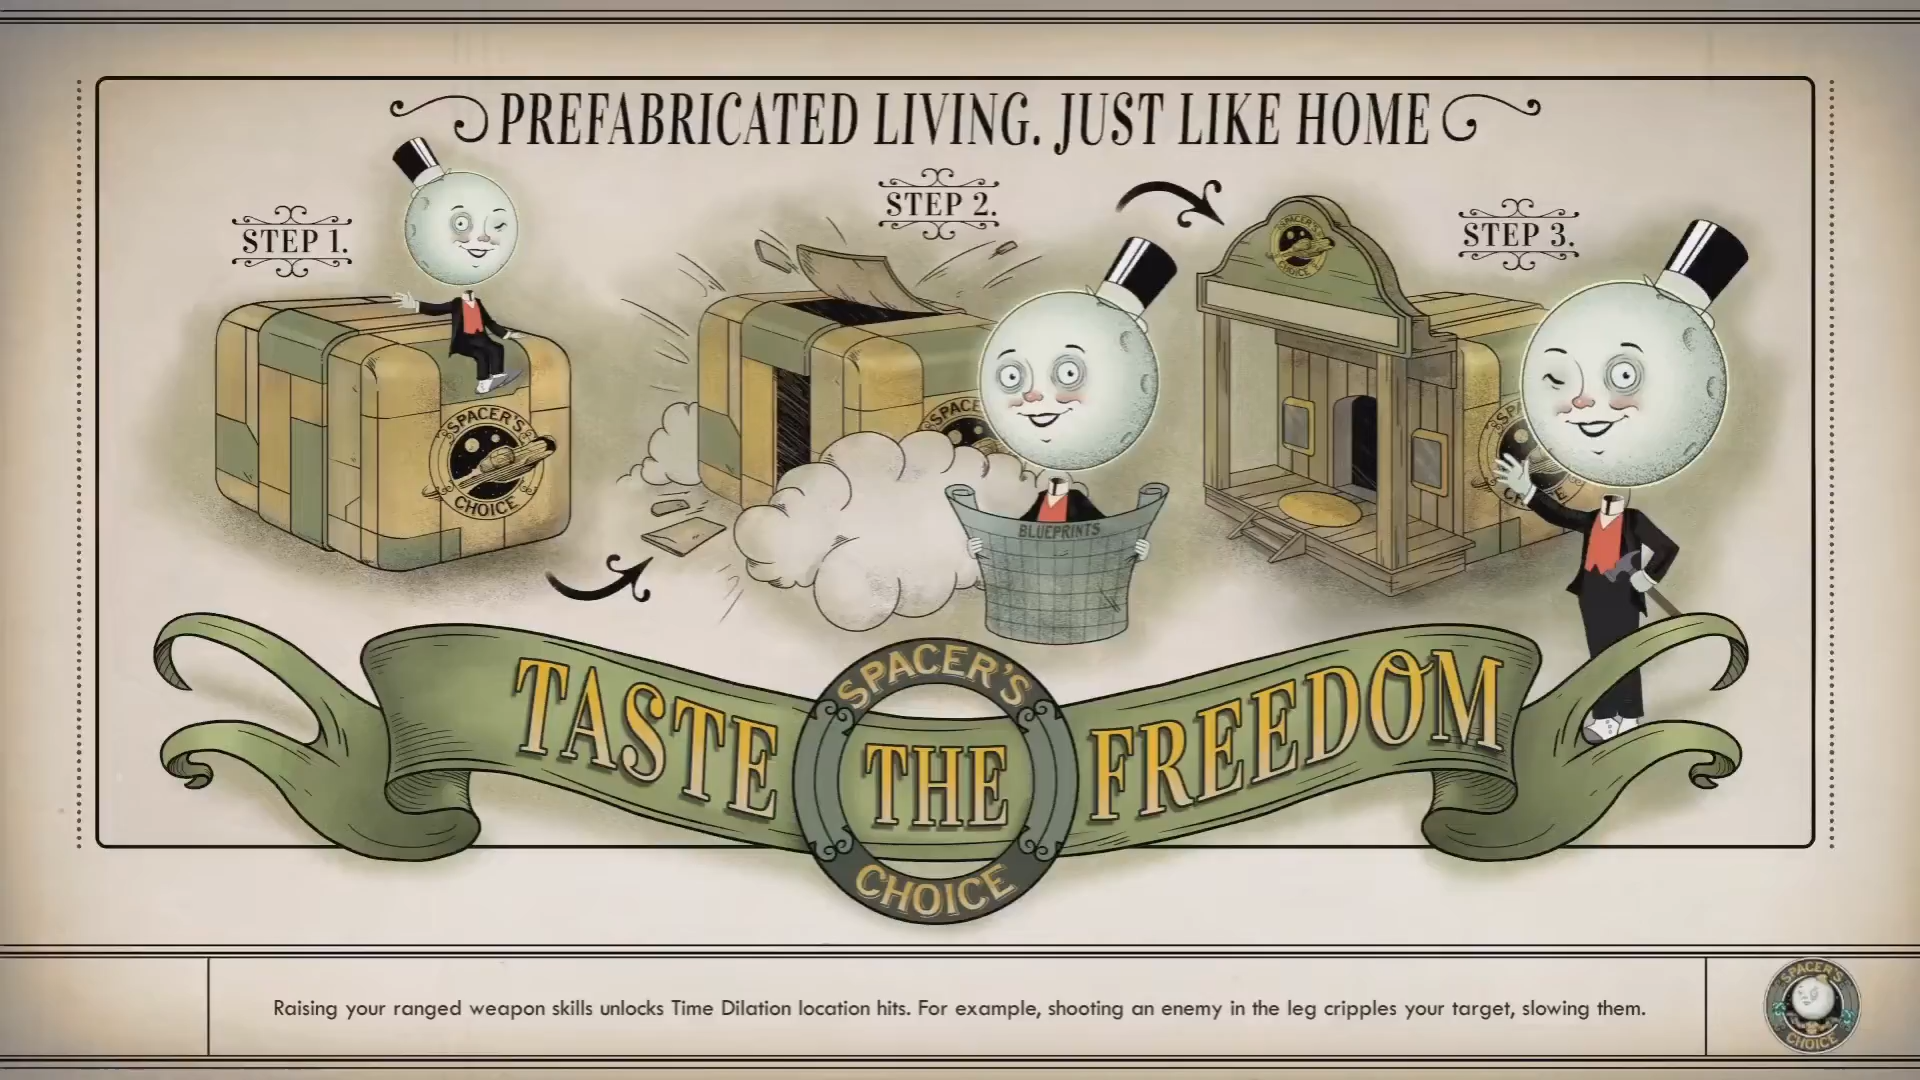 PREFABRICATED LIVING. JUST LIKE HOME
STEP 1.
STEP 2.
STEP 3.
SPACER'S
CHOICE
SPACE
SPACER'S
CHOICE
SP
C
E
BLUEPRINTS
TASTE THE FREEDOM
SPACER'S
CHOICE
Raising your ranged weapon skills unlocks Time Dilation location hits. For example, shooting an enemy in the leg cripples your target, slowing them.
SPACER'S
CHOICE